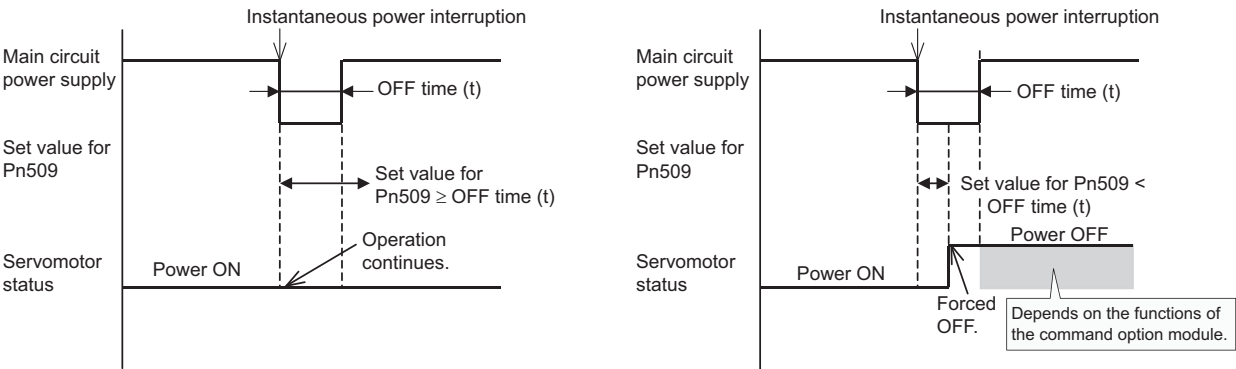 Instantaneous power interruption
Main circuit
power supply
OFF time (t)
Set value for
Pn509
Set value for
Pn509 ≥ OFF time (t)
Operation
continues.
Servomotor
status
Power ON
Instantaneous power interruption
Main circuit
power supply
OFF time (t)
Set value for
Pn509
Set value for Pn509 <
OFF time (t)
Power OFF
Servomotor
status
Power ON
Forced
OFF.
Depends on the functions of
the command option module.